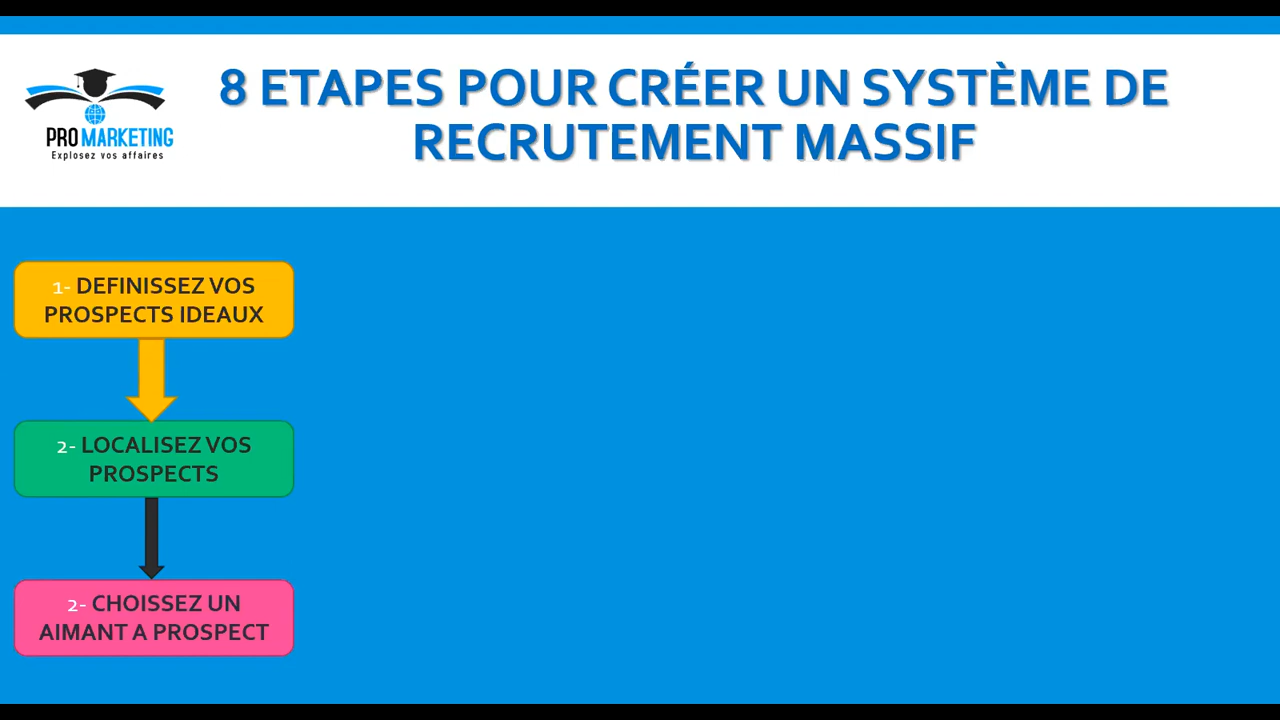 8 ETAPES POUR CRÉER UN SYSTÈME DE
RECRUTEMENT MASSIF
PRO MARKETING
Explosez vos affaires
1- DEFINISSEZ VOS
PROSPECTS IDEAUX
2- LOCALISEZ VOS
PROSPECTS
2- CHOISSEZ UN
AIMANT A PROSPECT